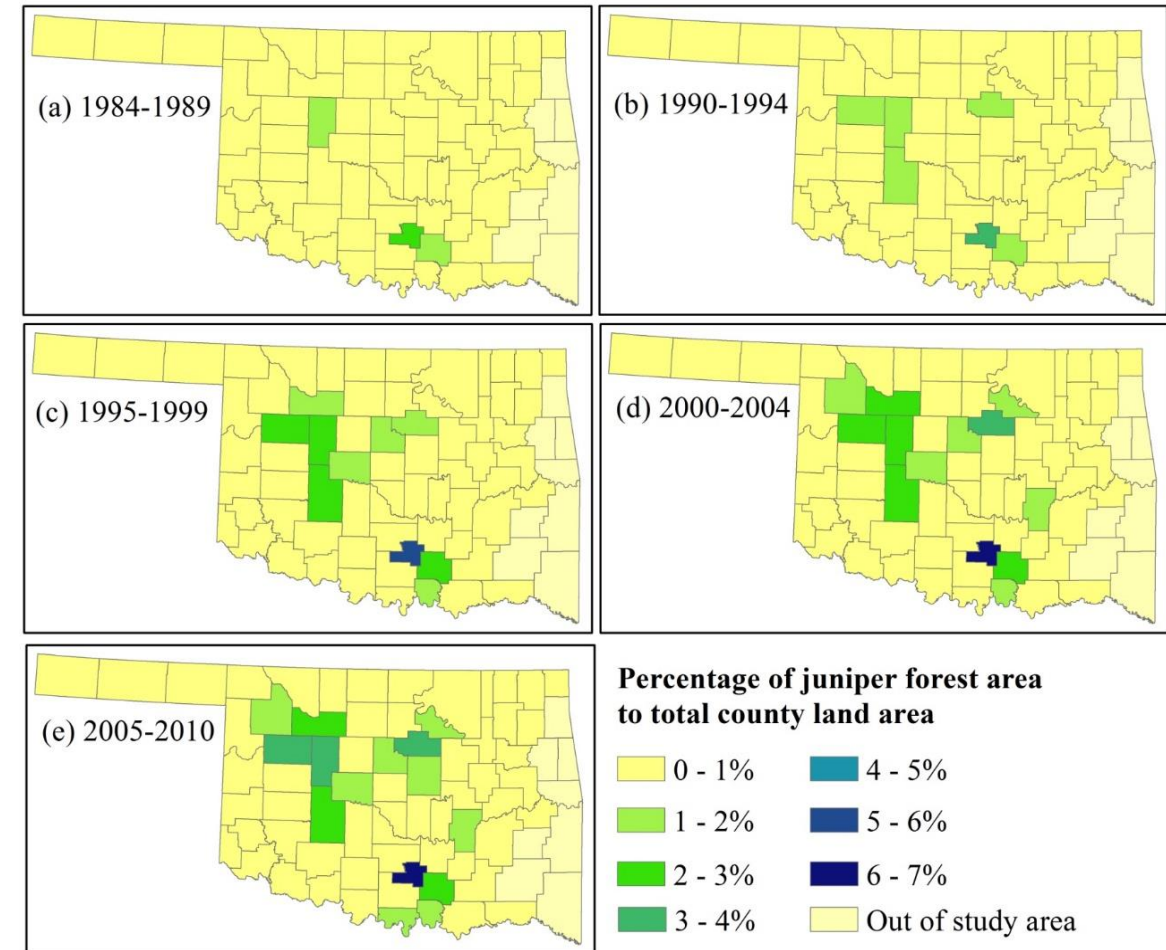 (a) 1984-1989
(b) 1990-1994
(c) 1995-1999
(d) 2000-2004
(e) 2005-2010
Percentage of juniper forest area
to total county land area
0 - 1%
1 - 2%
2 - 3%
3 - 4%
4 - 5%
5 - 6%
6 - 7%
Out of study area